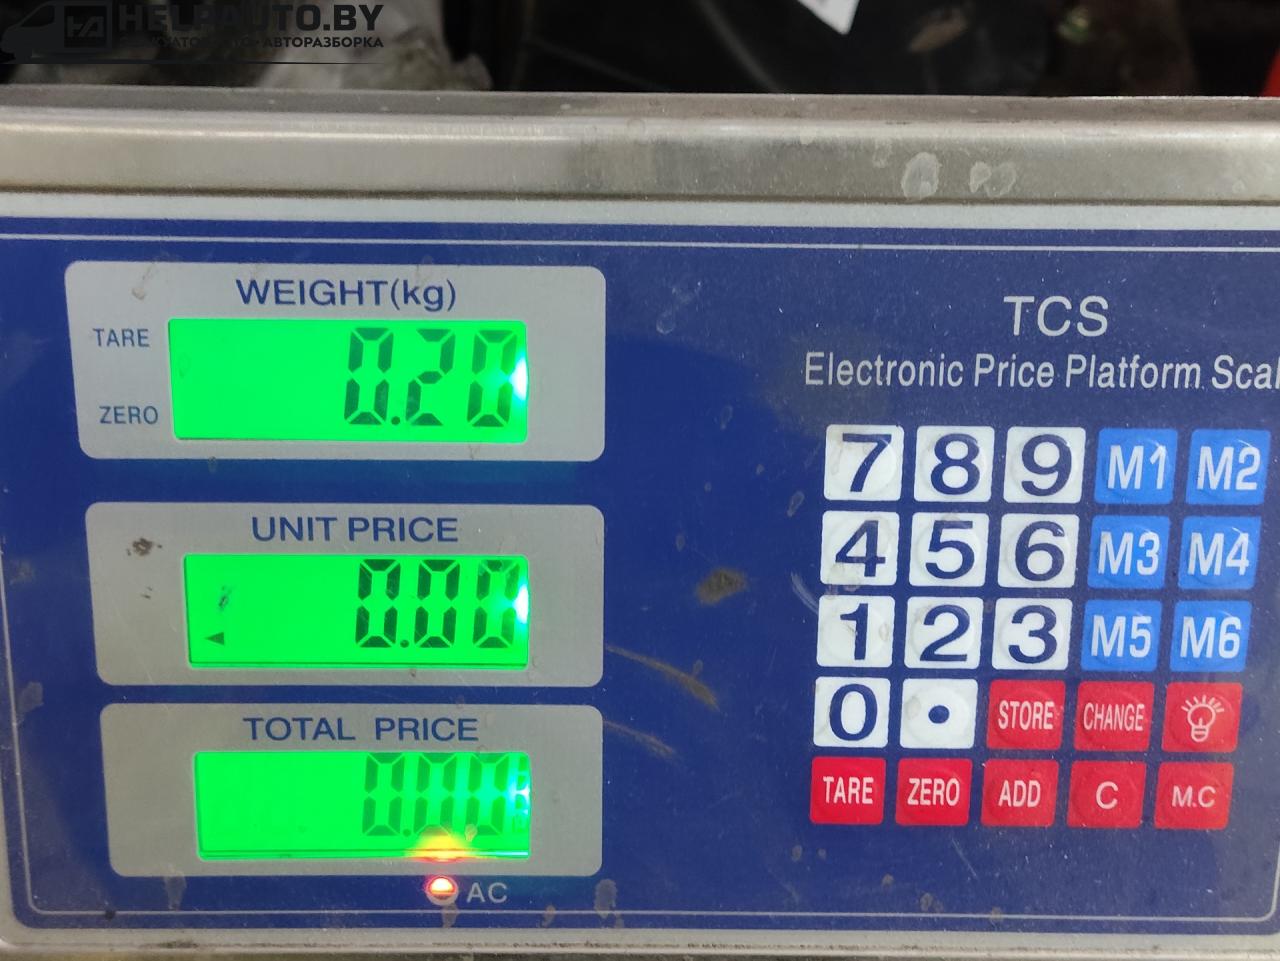 HELPAUTO.BY
АВТОРАЗБОРКА
WEIGHT(kg)
TARE
0.20
ZERO
UNIT PRICE
0.00
TOTAL PRICE
0.00
AC
TCS
Electronic Price Platform Scal
7 8 9 M1 M2
4 5 6 M3 M4
1 2 3 M5 M6
0 . STORE CHANGE
TARE ZERO ADD C M.C